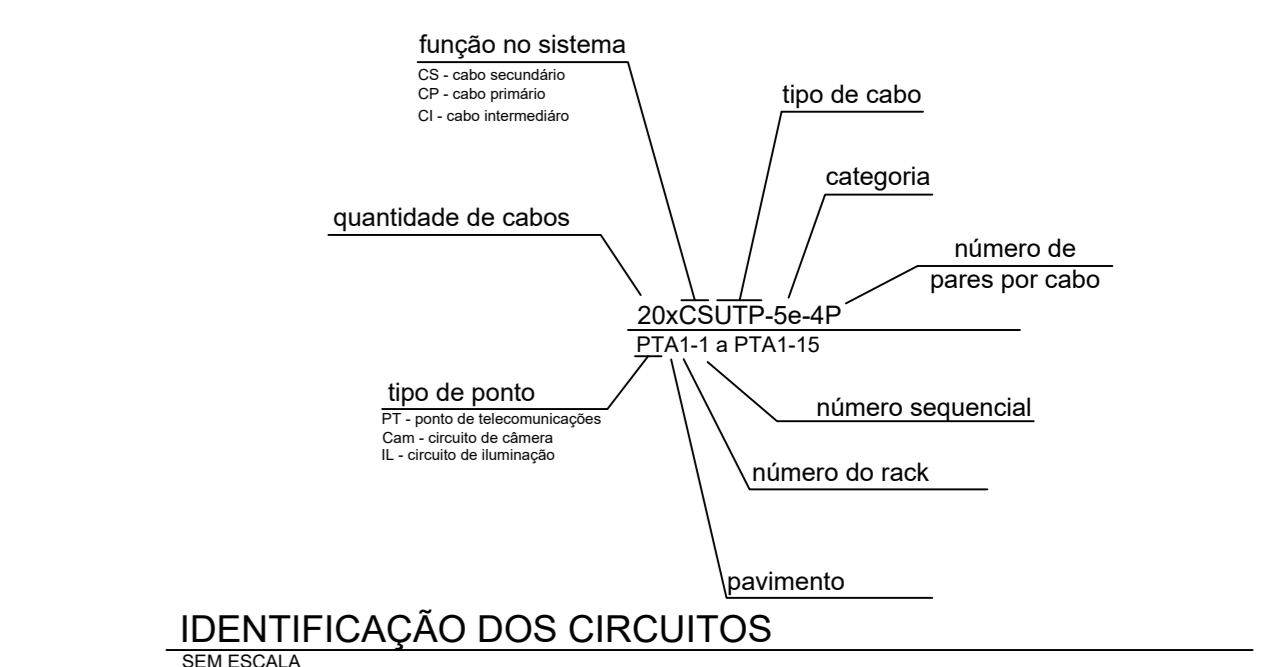 função no sistema
CS - cabo secundário
CP - cabo primário
CI - cabo intermediáro
tipo de cabo
categoria
quantidade de cabos
número de
pares por cabo
20xCSUTP-5e-4P
PTA1-1 a PTA1-15
tipo de ponto
PT - ponto de telecomunicações
Cam - circuito de câmera
IL - circuito de iluminação
número sequencial
número do rack
pavimento
IDENTIFICAÇÃO DOS CIRCUITOS
SEM ESCALA